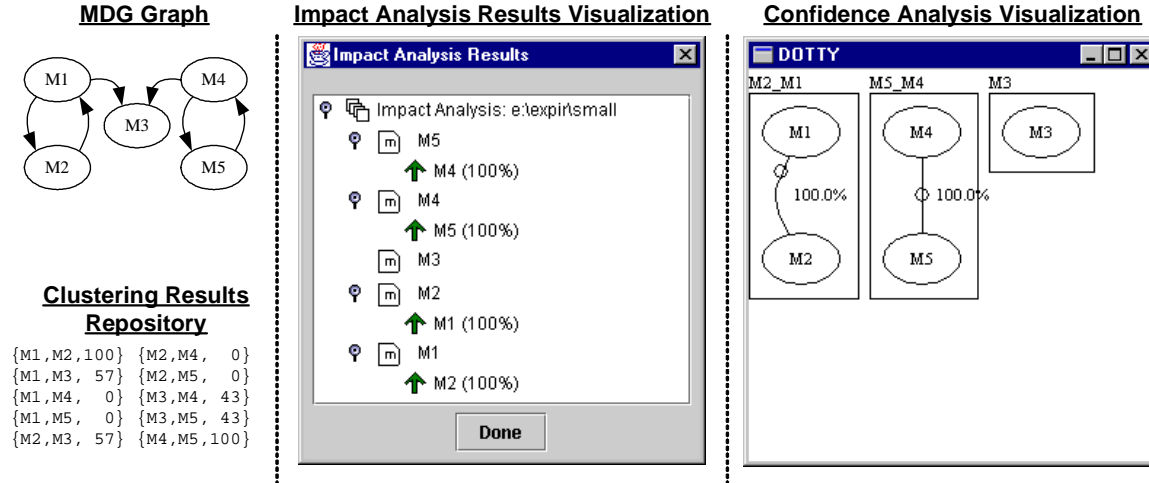 MDG Graph
M1
M4
M3
M2
M5
Clustering Results
Repository
{M1,M2,100} {M2,M4, 0}
{M1,M3, 57} {M2,M5, 0}
{M1,M4, 0} {M3,M4, 43}
{M1,M5, 0} {M3,M5, 43}
{M2,M3, 57} {M4,M5,100}
Impact Analysis Results Visualization
Impact Analysis Results
Impact Analysis: e:\expir\small
m M5
M4 (100%)
m M4
M5 (100%)
m M3
m M2
M1 (100%)
m M1
M2 (100%)
Done
Confidence Analysis Visualization
DOTTY
M2_M1 M5_M4 M3
M1 M4 M3
100.0% 100.0%
M2 M5